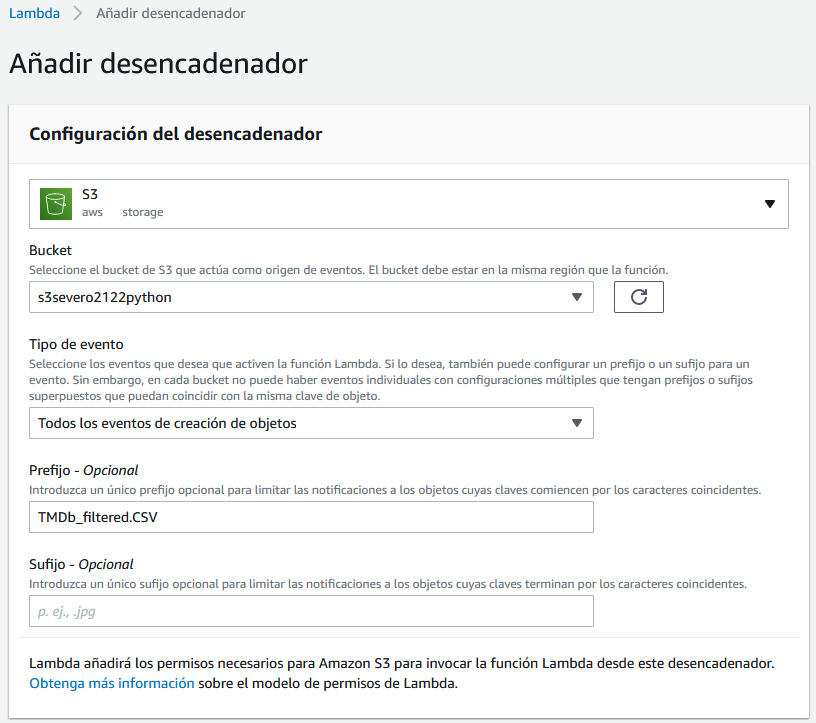 Lambda > Añadir desencadenador
Añadir desencadenador
Configuración del desencadenador
S3
aws storage
Bucket
Seleccione el bucket de S3 que actúa como origen de eventos. El bucket debe estar en la misma región que la función.
s3severo2122python
Tipo de evento
Seleccione los eventos que desea que activen la función Lambda. Si lo desea, también puede configurar un prefijo o un sufijo para un
evento. Sin embargo, en cada bucket no puede haber eventos individuales con configuraciones múltiples que tengan prefijos o sufijos
superpuestos que puedan coincidir con la misma clave de objeto.
Todos los eventos de creación de objetos
Prefijo - Opcional
Introduzca un único prefijo opcional para limitar las notificaciones a los objetos cuyas claves comiencen por los caracteres coincidentes.
TMDb_filtered.CSV
Sufijo - Opcional
Introduzca un único sufijo opcional para limitar las notificaciones a los objetos cuyas claves terminan por los caracteres coincidentes.
p. ej., .jpg
Lambda añadirá los permisos necesarios para Amazon S3 para invocar la función Lambda desde este desencadenador.
Obtenga más información sobre el modelo de permisos de Lambda.